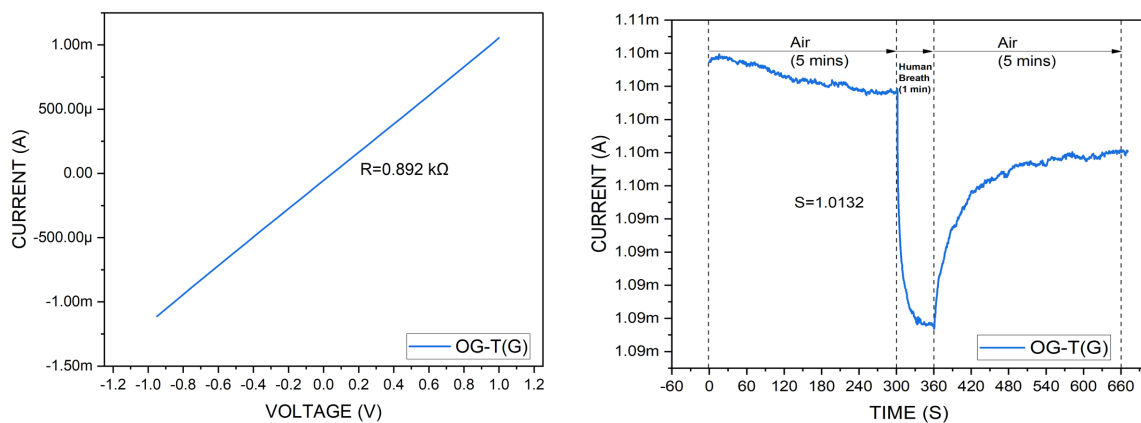 1.00m
500.00µ
0.00
-500.00µ
-1.00m
-1.50m
CURRENT (A)
R=0.892 kΩ
OG-T(G)
-1.2 -1.0 -0.8 -0.6 -0.4 -0.2 0.0 0.2 0.4 0.6 0.8 1.0 1.2
VOLTAGE (V)
1.11m
1.10m
1.10m
1.10m
1.10m
1.10m
1.09m
1.09m
1.09m
1.09m
1.09m
CURRENT (A)
Air
(5 mins)
Human
Breath
(1 min)
Air
(5 mins)
S=1.0132
OG-T(G)
-60 0 60 120 180 240 300 360 420 480 540 600 660
TIME (S)